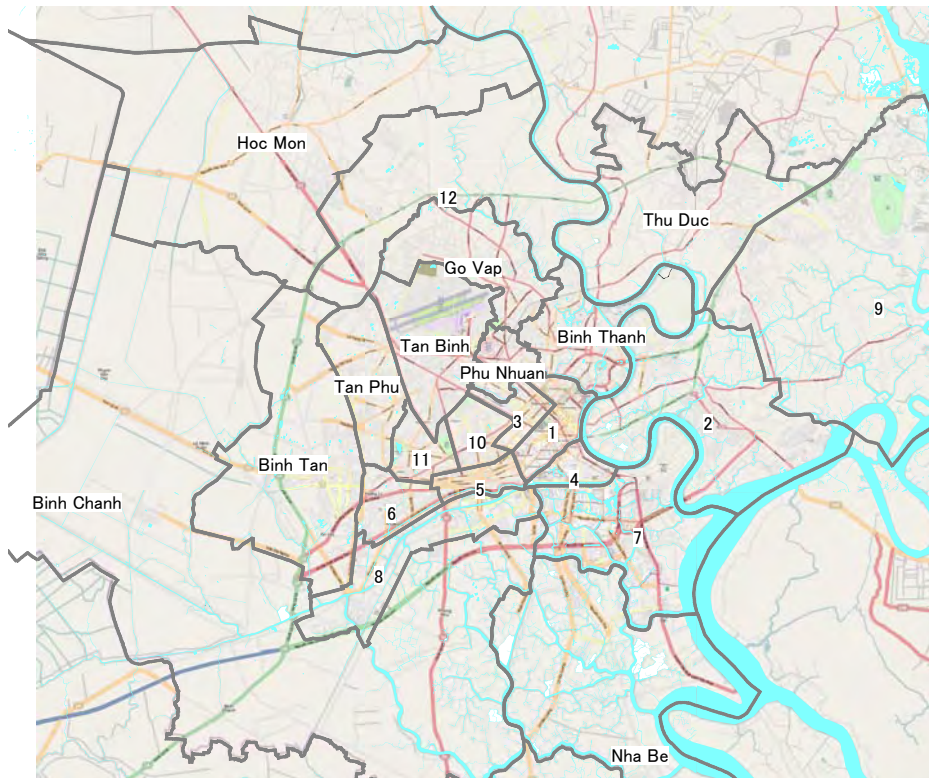 Hoc Mon
12
Thu Duc
Go Vap
9
Binh Thanh
Tan Binh
Phu Nhuan
Tan Phu
3
2
1
10
11
Binh Tan
4
5
Binh Chanh
6
7
8
Nha Be